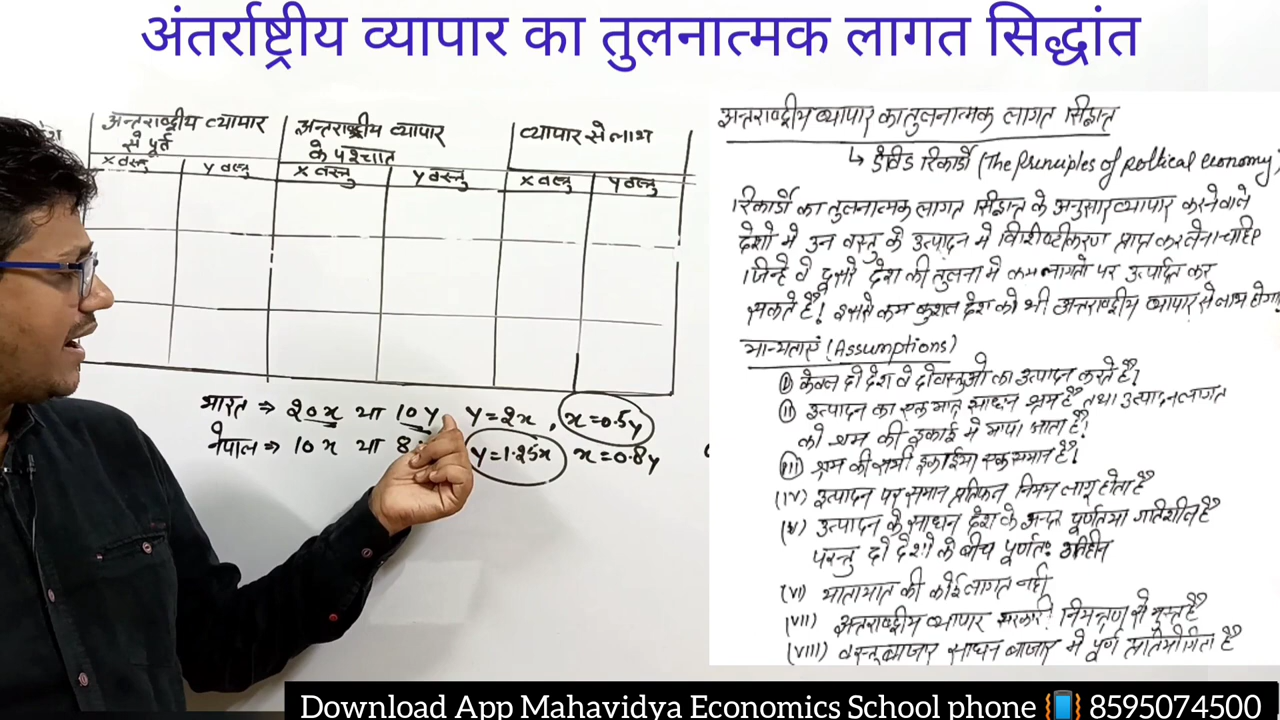 अंतर्राष्ट्रीय व्यापार का तुलनात्मक लागत सिद्धांत
अन्तराष्ट्रीय व्यापार से पूर्व
अन्तराष्ट्रीय व्यापार के पश्चात
व्यापार से लाभ
x वस्तु y वस्तु x वस्तु y वस्तु x वस्तु y वस्तु
भारत ⇒ 20x या 10y y=2x , x=0.5y
नेपाल ⇒ 10x या 8 y=1.25x x=0.8y
अन्तराष्ट्रीय व्यापार का तुलनात्मक लागत सिद्धान्त
↳ डेविड रिकार्डो (The Principles of political economy)
रिकार्डो का तुलनात्मक लागत सिद्धान्त के अनुसार व्यापार करने वाले
देशो मे उन वस्तु के उत्पादन मे विशिष्टीकरण प्राप्त कर लेना चाहिए
जिन्हे वे दूसरे देश की तुलना मे कम लागतो पर उत्पादित कर
सकते है! इससे कम कुशल देश को भी अन्तराष्ट्रीय व्यापार से लाभ होगा
मान्यताएं (Assumptions)
(I) केवल दो देश व दो वस्तुओ का उत्पादन करते है!
(II) उत्पादन का एक मात्र साधन श्रम है तथा उत्पादन लागत
को श्रम की इकाई मे मापा जाता है!
(III) श्रम की सभी इकाईया एक समान है!
(IV) उत्पादन पर समान प्रतिफल नियम लागू होता है
(V) उत्पादन के साधन देश के अन्दर पूर्णतया गतिशील है
परन्तु दो देशो के बीच पूर्णतः गतिहीन
(VI) यातायात की कोई लागत नही
(VII) अन्तराष्ट्रीय व्यापार सरकारी नियन्त्रण से मुक्त है
(VIII) वस्तु बाजार साधन बाजार मे पूर्ण प्रतियोगिता है
Download App Mahavidya Economics School phone 8595074500